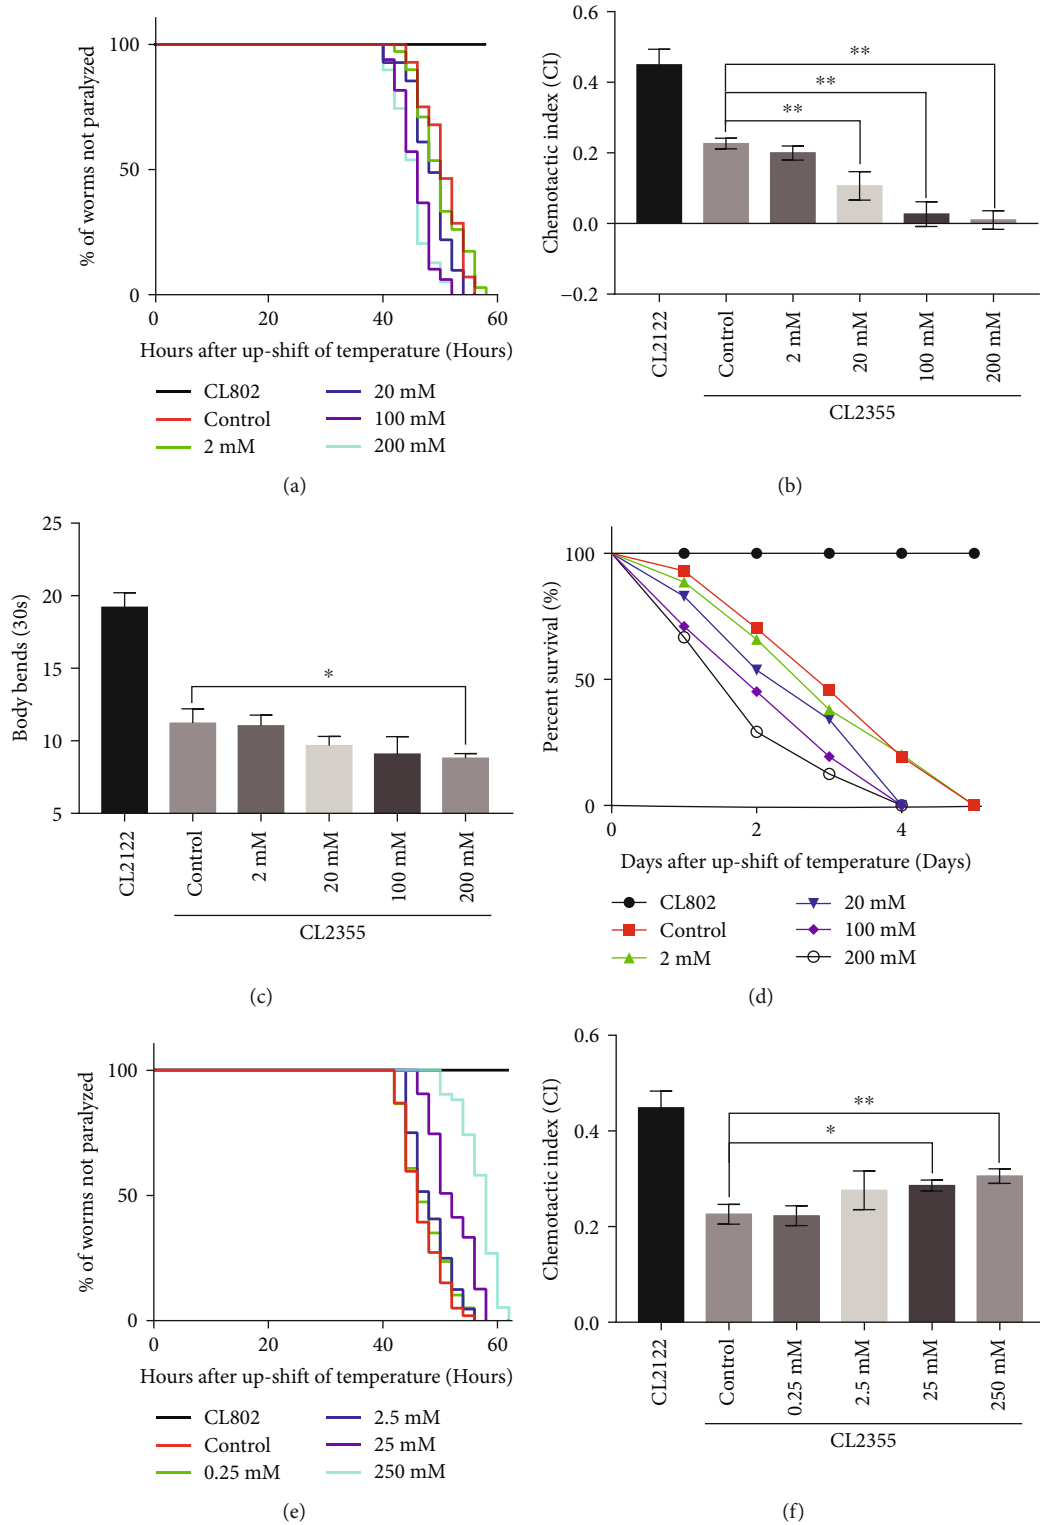 % of worms not paralyzed
100
50
0
0 20 40 60
Hours after up-shift of temperature (Hours)
CL802
Control
2 mM
20 mM
100 mM
200 mM
(a)
Chemotactic index (CI)
0.6
0.4
0.2
0.0
−0.2
**
**
**
CL2122
Control
2 mM
20 mM
100 mM
200 mM
CL2355
(b)
Body bends (30s)
25
20
15
10
5
*
CL2122
Control
2 mM
20 mM
100 mM
200 mM
CL2355
(c)
Percent survival (%)
100
50
0
0 2 4
Days after up-shift of temperature (Days)
CL802
Control
2 mM
20 mM
100 mM
200 mM
(d)
% of worms not paralyzed
100
50
0
0 20 40 60
Hours after up-shift of temperature (Hours)
CL802
Control
0.25 mM
2.5 mM
25 mM
250 mM
(e)
Chemotactic index (CI)
0.6
0.4
0.2
0.0
**
*
CL2122
Control
0.25 mM
2.5 mM
25 mM
250 mM
CL2355
(f)